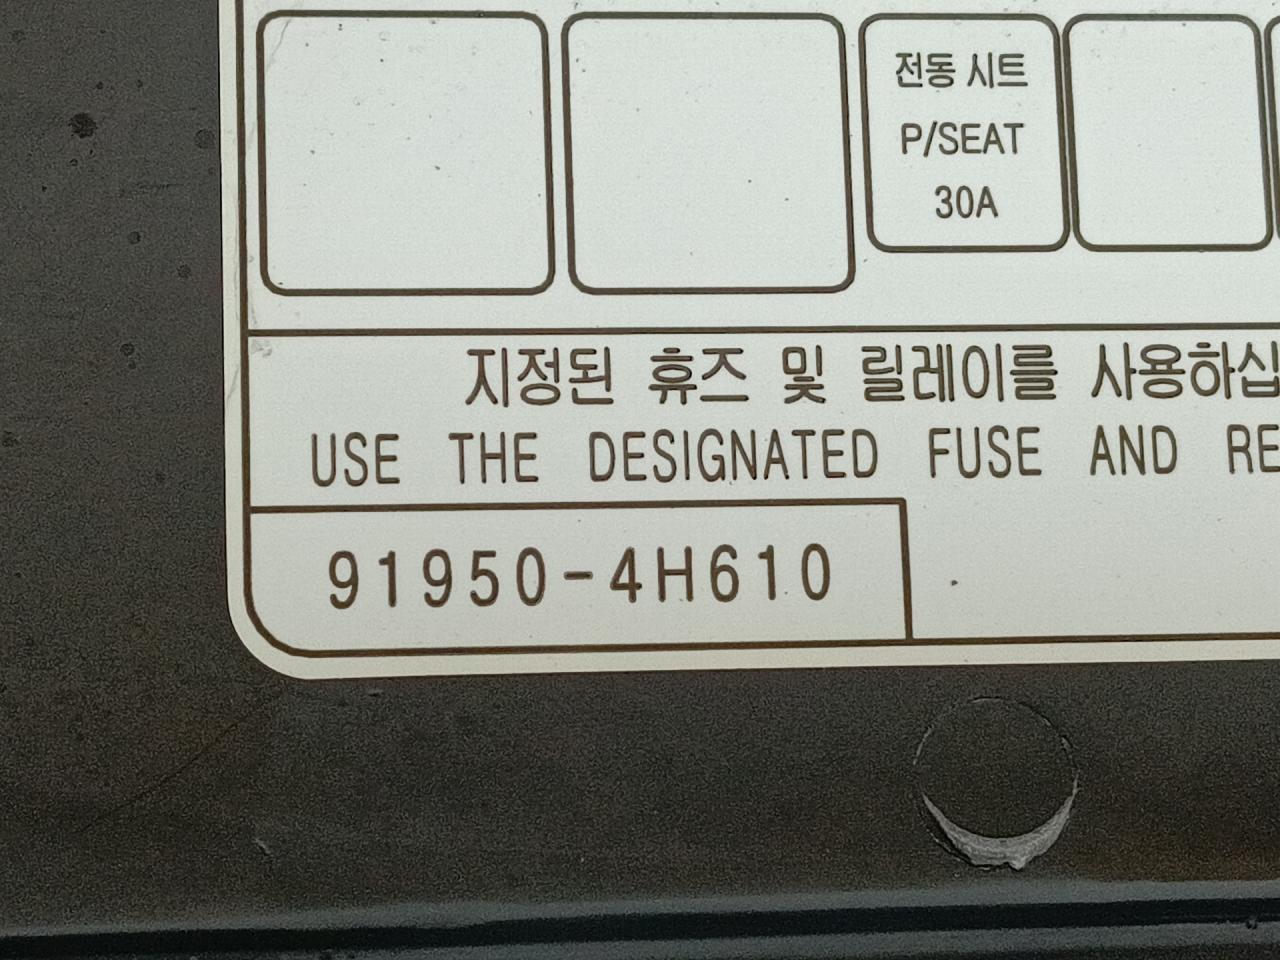 전동 시트
P/SEAT
30A
지정된 휴즈 및 릴레이를 사용하십
USE THE DESIGNATED FUSE AND RE
91950-4H610